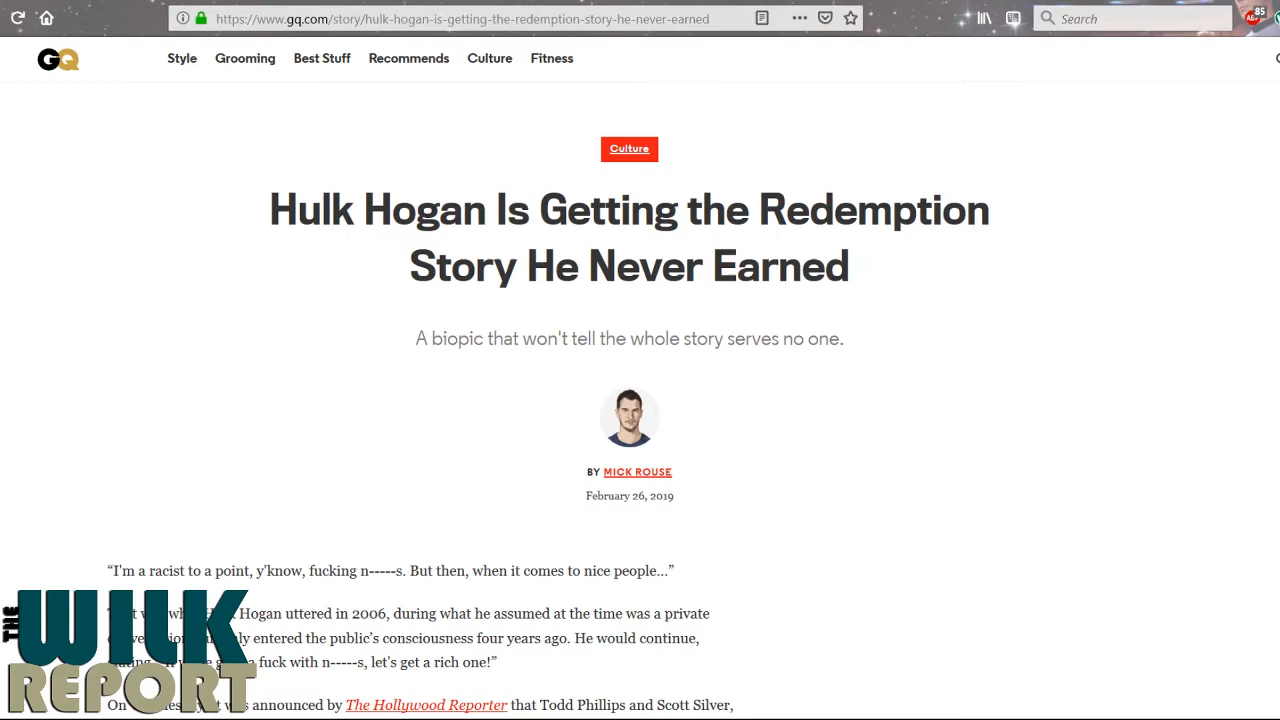 https://www.gq.com/story/hulk-hogan-is-getting-the-redemption-story-he-never-earned
Search
85
GQ
Style Grooming Best Stuff Recommends Culture Fitness
Culture
Hulk Hogan Is Getting the Redemption
Story He Never Earned
A biopic that won't tell the whole story serves no one.
BY MICK ROUSE
February 26, 2019
“I'm a racist to a point, y'know, fucking n-----s. But then, when it comes to nice people...”
Hogan uttered in 2006, during what he assumed at the time was a private
entered the public’s consciousness four years ago. He would continue,
fuck with n-----s, let's get a rich one!”
On announced by The Hollywood Reporter that Todd Phillips and Scott Silver,
THE
WILK
REPORT